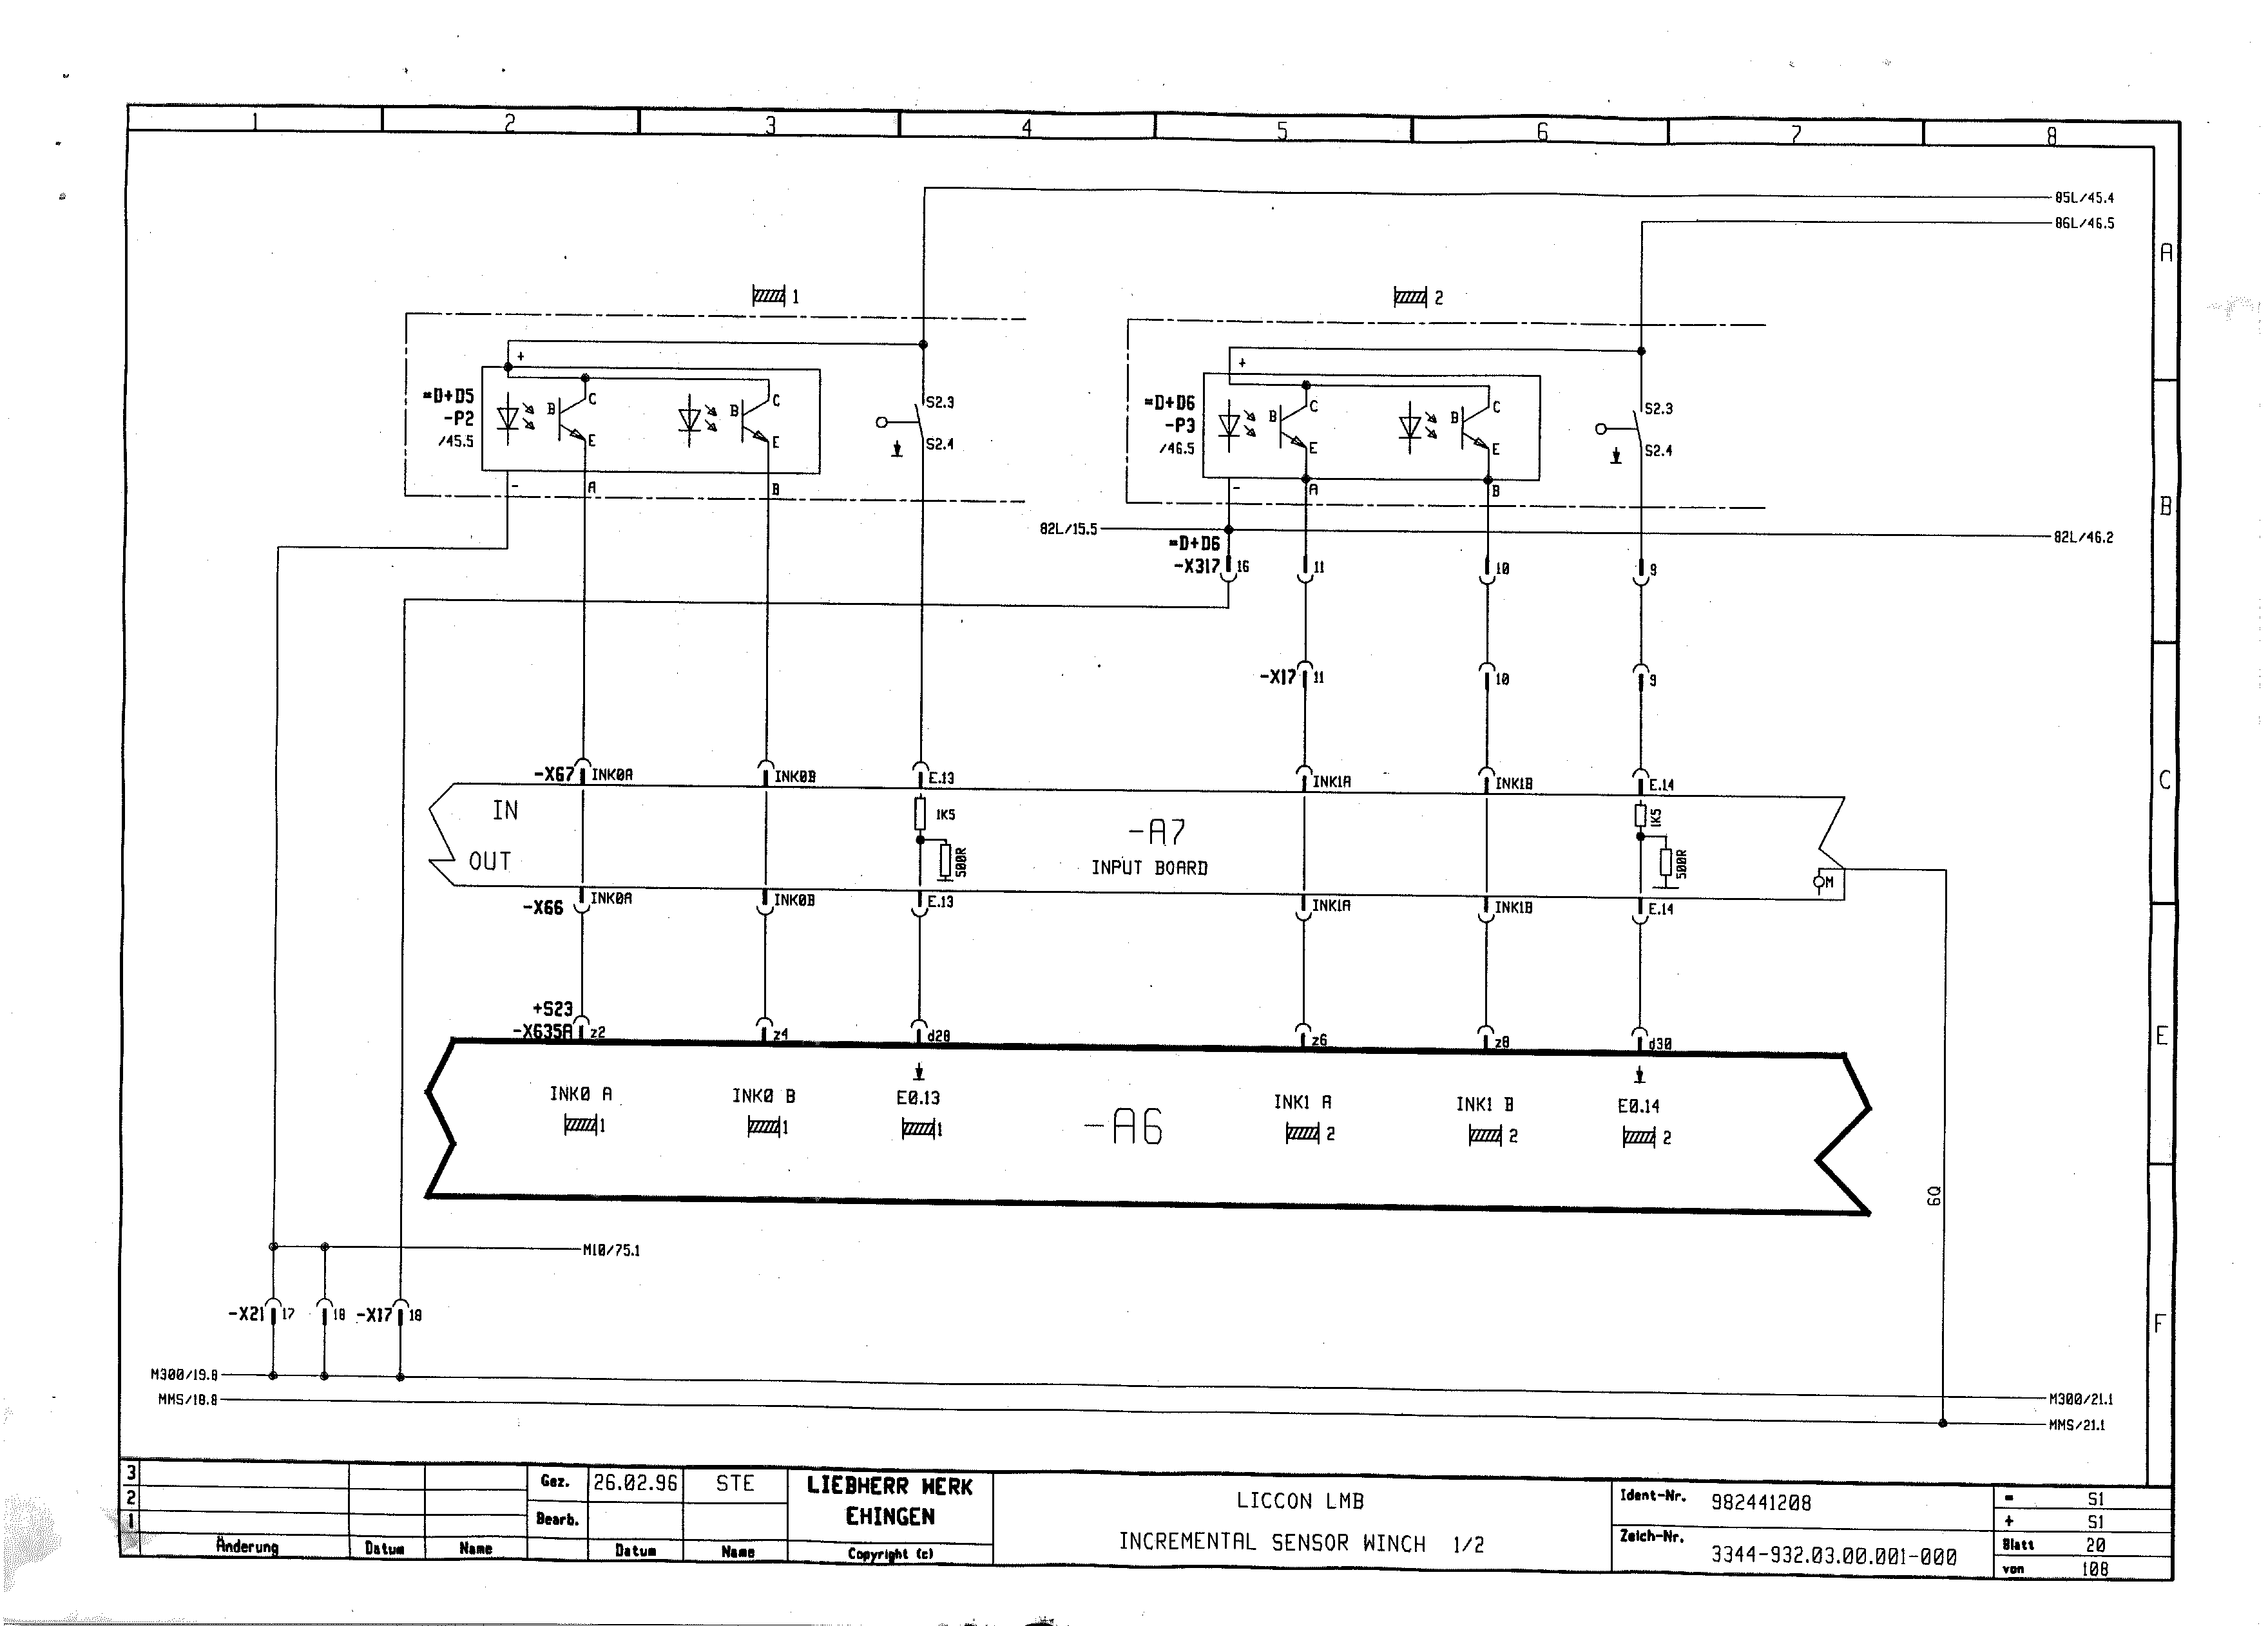 1 2 3 4 5 6 7 8
85L/45.4
86L/46.5
A
1
2
+
+
=D+D5
-P2
/45.5
B C E
B C E
S2.3
S2.4
=D+D6
-P3
/46.5
B C E
B C E
S2.3
S2.4
- A B
- A B
B
82L/15.5
82L/46.2
=D+D6
-X317 16 11 10 9
-X17 11 10 9
-X67 INK0A INK0B E.13 INK1A INK1B E.14
C
IN
1K5
1K5
-A7
OUT
500R
INPUT BOARD
500R
M
-X66 INK0A INK0B E.13 INK1A INK1B E.14
+S23
-X635A z2 z4 d28 z6 z8 d30
E
INK0 A INK0 B E0.13 INK1 A INK1 B E0.14
1 1 1 -A6 2 2 2
GQ
M10/75.1
-X21 17 18 -X17 18
F
M300/19.8
M300/21.1
MMS/18.8
MMS/21.1
3
2
1
Änderung Datum Name
Gez. 26.02.96 STE
Bearb.
Datum Name
LIEBHERR WERK
EHINGEN
Copyright (c)
LICCON LMB
INCREMENTAL SENSOR WINCH 1/2
Ident-Nr. 982441208
Zeich-Nr. 3344-932.03.00.001-000
= S1
+ S1
Blatt 20
von 108